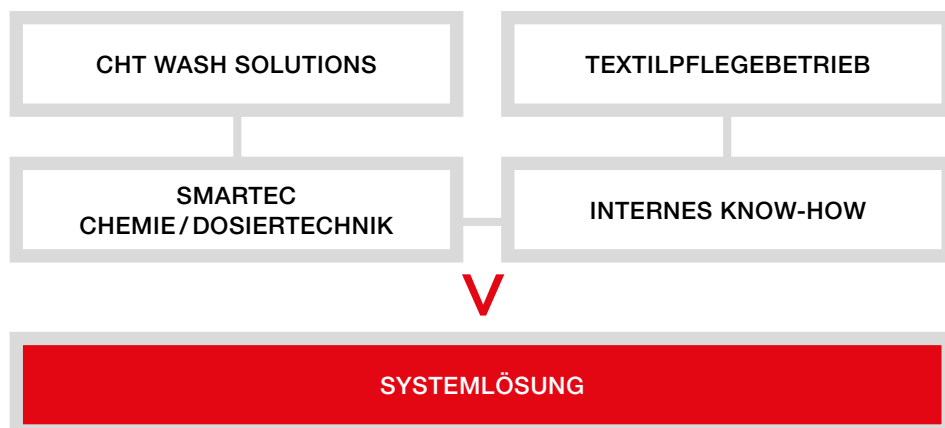 CHT WASH SOLUTIONS
TEXTILPFLEGEBETRIEB
SMARTEC
CHEMIE / DOSIERTECHNIK
INTERNES KNOW-HOW
SYSTEMLÖSUNG